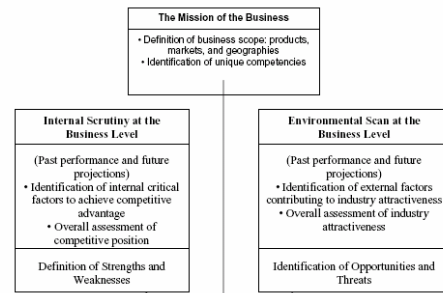 The Mission of the Business
• Definition of business scope: products,
markets, and geographies
• Identification of unique competencies
Internal Scrutiny at the
Business Level
(Past performance and future
projections)
• Identification of internal critical
factors to achieve competitive
advantage
• Overall assessment of
competitive position
Definition of Strengths and
Weaknesses
Environmental Scan at the
Business Level
(Past performance and future
projections)
• Identification of external factors
contributing to industry attractiveness
• Overall assessment of industry
attractiveness
Identification of Opportunities and
Threats